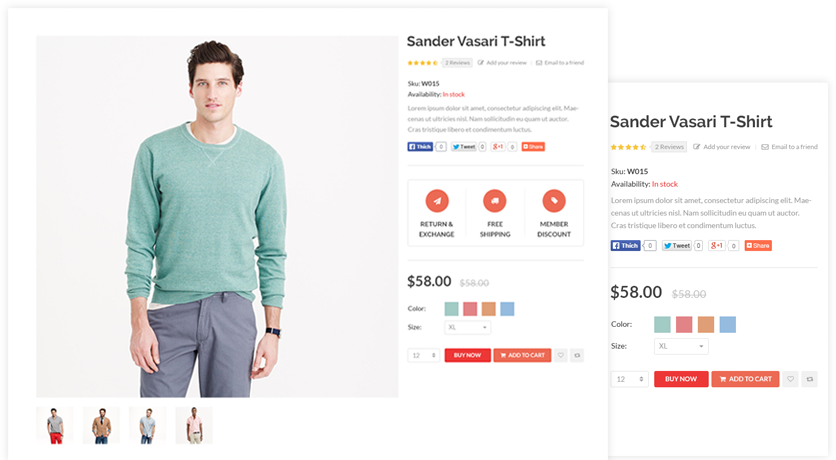 Sander Vasari T-Shirt
2 Reviews Add your review Email to a friend
Sku: W015
Availability: In stock
Lorem ipsum dolor sit amet, consectetur adipiscing elit. Mae-
cenas ut ultricies nisl. Nam sollicitudin eu quam ut auctor.
Cras tristique libero et condimentum luctus.
Thích 0 Tweet 0 g+1 0 Share
RETURN & EXCHANGE
FREE SHIPPING
MEMBER DISCOUNT
$58.00 $58.00
Color:
Size: XL
12 BUY NOW ADD TO CART
Sander Vasari T-Shirt
2 Reviews Add your review Email to a friend
Sku: W015
Availability: In stock
Lorem ipsum dolor sit amet, consectetur adipiscing elit. Mae-
cenas ut ultricies nisl. Nam sollicitudin eu quam ut auctor.
Cras tristique libero et condimentum luctus.
Thích 0 Tweet 0 g+1 0 Share
$58.00 $58.00
Color:
Size: XL
12 BUY NOW ADD TO CART